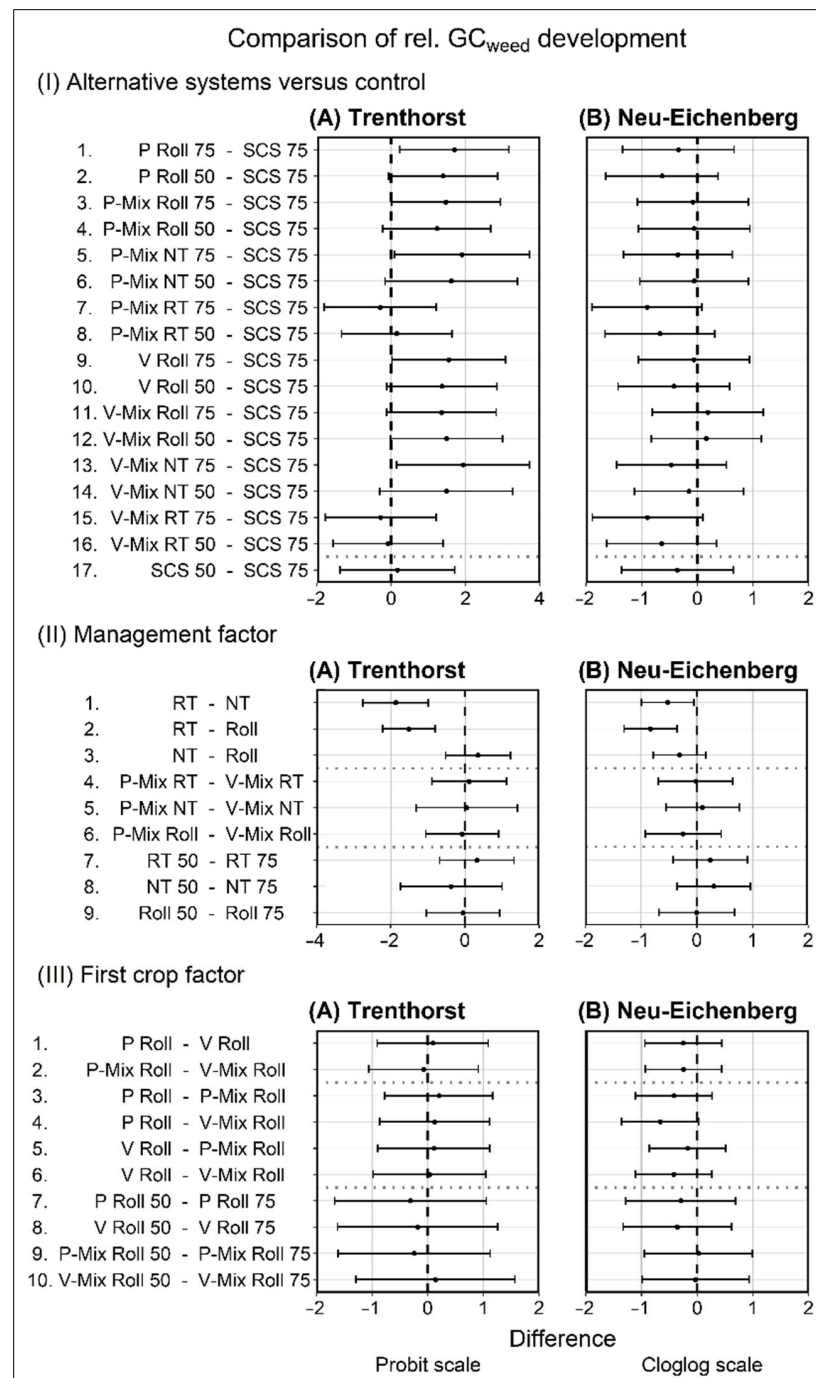 Comparison of rel. GCweed development
(I) Alternative systems versus control
(A) Trenthorst (B) Neu-Eichenberg
1. P Roll 75 - SCS 75
2. P Roll 50 - SCS 75
3. P-Mix Roll 75 - SCS 75
4. P-Mix Roll 50 - SCS 75
5. P-Mix NT 75 - SCS 75
6. P-Mix NT 50 - SCS 75
7. P-Mix RT 75 - SCS 75
8. P-Mix RT 50 - SCS 75
9. V Roll 75 - SCS 75
10. V Roll 50 - SCS 75
11. V-Mix Roll 75 - SCS 75
12. V-Mix Roll 50 - SCS 75
13. V-Mix NT 75 - SCS 75
14. V-Mix NT 50 - SCS 75
15. V-Mix RT 75 - SCS 75
16. V-Mix RT 50 - SCS 75
17. SCS 50 - SCS 75
-2 0 2 4 -2 -1 0 1 2
(II) Management factor
(A) Trenthorst (B) Neu-Eichenberg
1. RT - NT
2. RT - Roll
3. NT - Roll
4. P-Mix RT - V-Mix RT
5. P-Mix NT - V-Mix NT
6. P-Mix Roll - V-Mix Roll
7. RT 50 - RT 75
8. NT 50 - NT 75
9. Roll 50 - Roll 75
-4 -2 0 2 -2 -1 0 1 2
(III) First crop factor
(A) Trenthorst (B) Neu-Eichenberg
1. P Roll - V Roll
2. P-Mix Roll - V-Mix Roll
3. P Roll - P-Mix Roll
4. P Roll - V-Mix Roll
5. V Roll - P-Mix Roll
6. V Roll - V-Mix Roll
7. P Roll 50 - P Roll 75
8. V Roll 50 - V Roll 75
9. P-Mix Roll 50 - P-Mix Roll 75
10. V-Mix Roll 50 - V-Mix Roll 75
-2 -1 0 1 2 -2 -1 0 1 2
Difference
Probit scale Cloglog scale